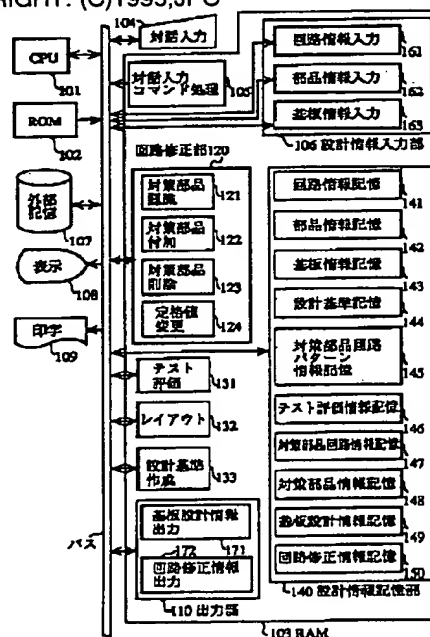 RIGHT: (C)1995,JPO
CPU
101
ROM
102
外部
記憶
107
表示
108
印字
109
バス
104
対話入力
対話入力
コマンド処理
105
回路修正部120
対策部品
認識
121
対策部品
付加
122
対策部品
削除
123
定格値
変更
124
テスト
評価
131
レイアウト
132
設計基準
作成
133
基板設計情報
出力
171
172
回路修正情報
出力
110 出力部
回路情報入力
161
部品情報入力
162
基板情報入力
163
106 設計情報入力部
回路情報記憶
141
部品情報記憶
142
基板情報記憶
143
設計基準記憶
144
対策部品回路
パターン
情報記憶
145
テスト評価情報記憶
146
対策部品回路情報記憶
147
対策部品情報記憶
148
基板設計情報記憶
149
回路修正情報記憶
150
140 設計情報記憶部
103 RAM